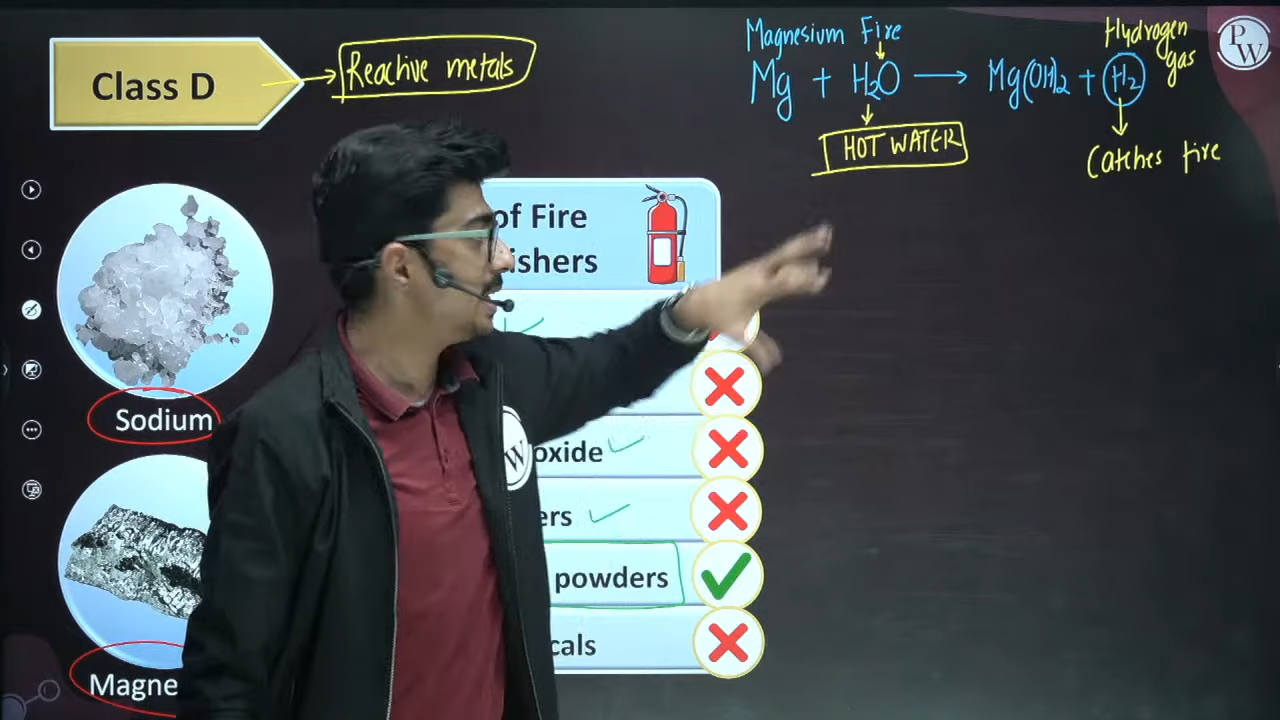 Class D
Reactive metals
Magnesium Fire
Mg + H2O → Mg(OH)2 + H2
Hydrogen
gas
HOT WATER
Catches fire
PW
of Fire
ishers
oxide
ers
powders
cals
Sodium
Magne
W